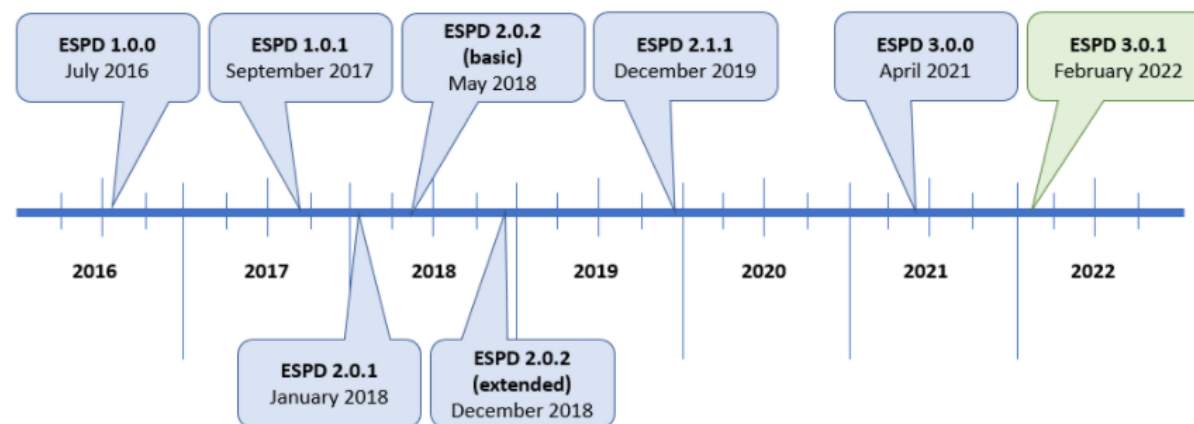 ESPD 1.0.0
July 2016
ESPD 1.0.1
September 2017
ESPD 2.0.2
(basic)
May 2018
ESPD 2.1.1
December 2019
ESPD 3.0.0
April 2021
ESPD 3.0.1
February 2022
2016
2017
2018
2019
2020
2021
2022
ESPD 2.0.1
January 2018
ESPD 2.0.2
(extended)
December 2018